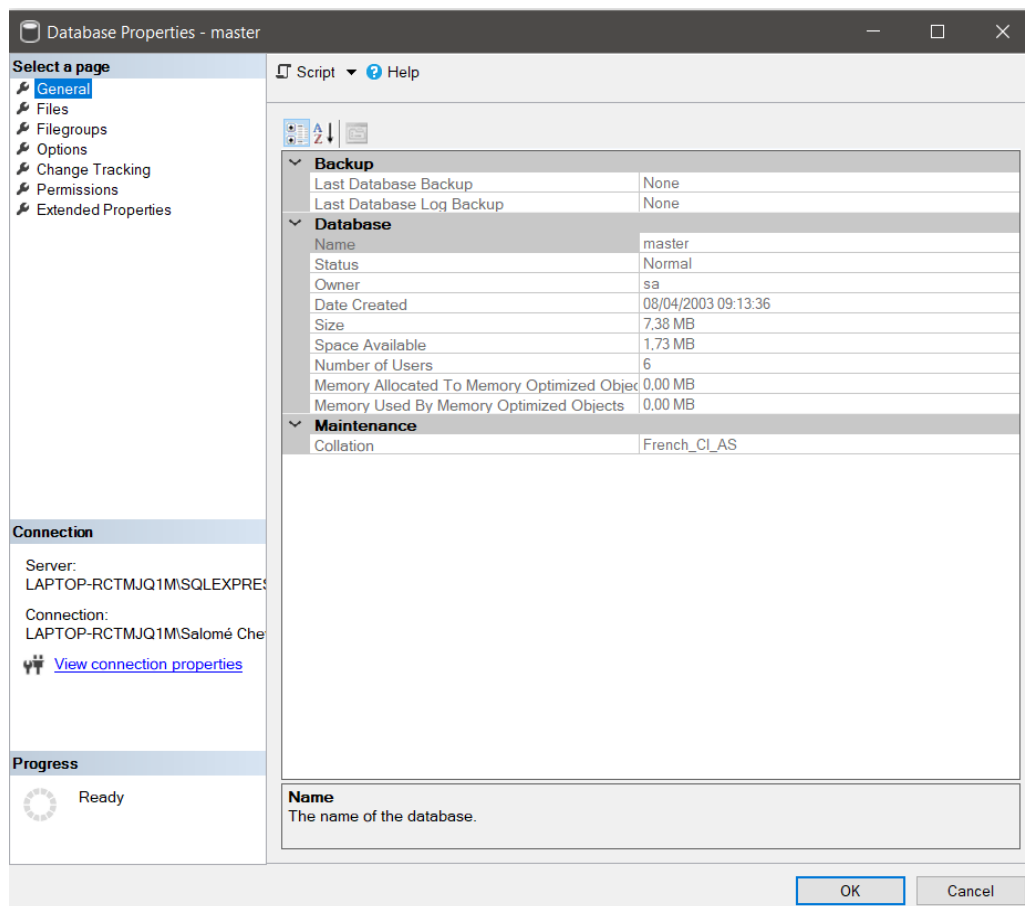 Database Properties - master
Select a page
General
Files
Filegroups
Options
Change Tracking
Permissions
Extended Properties
Script Help
Backup
Last Database Backup None
Last Database Log Backup None
Database
Name master
Status Normal
Owner sa
Date Created 08/04/2003 09:13:36
Size 7,38 MB
Space Available 1,73 MB
Number of Users 6
Memory Allocated To Memory Optimized Objec 0,00 MB
Memory Used By Memory Optimized Objects 0,00 MB
Maintenance
Collation French_CI_AS
Connection
Server:
LAPTOP-RCTMJQ1M\SQLEXPRES
Connection:
LAPTOP-RCTMJQ1M\Salomé Che
View connection properties
Progress
Ready
Name
The name of the database.
OK Cancel